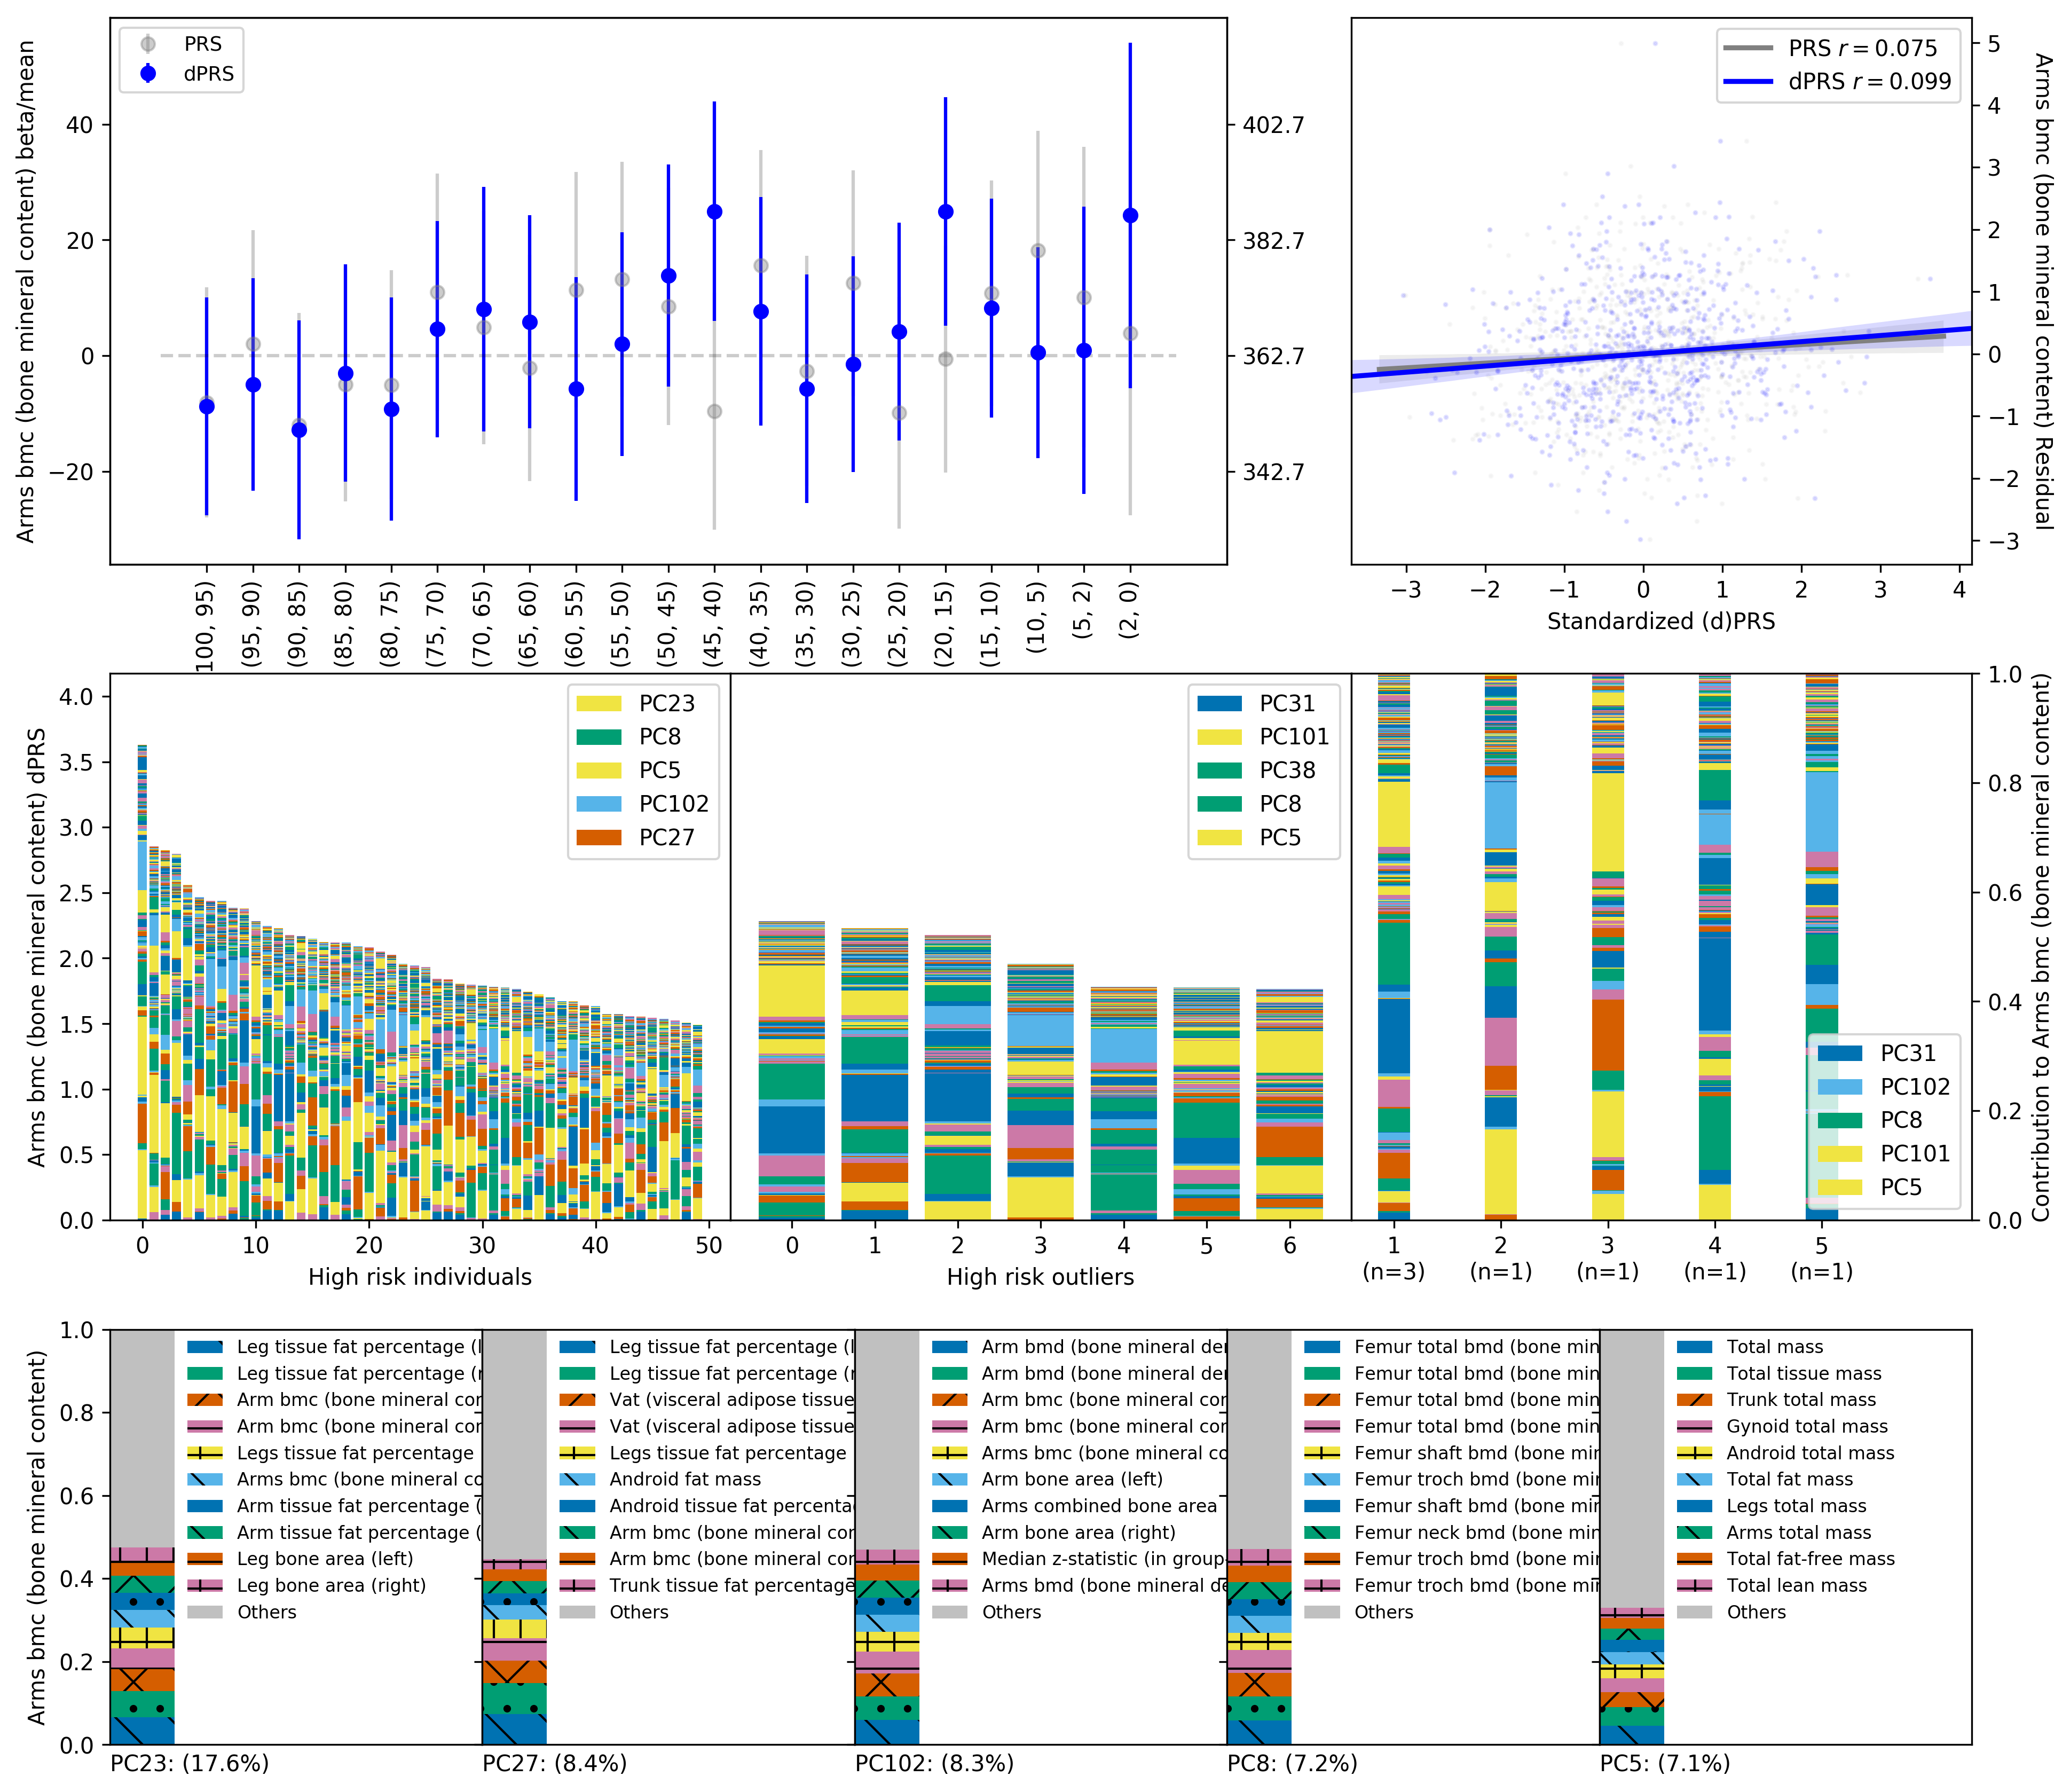 Arms bmc (bone mineral content) beta/mean
PRS
dPRS
40
20
0
−20
402.7
382.7
362.7
342.7
100, 95)
(95, 90)
(90, 85)
(85, 80)
(80, 75)
(75, 70)
(70, 65)
(65, 60)
(60, 55)
(55, 50)
(50, 45)
(45, 40)
(40, 35)
(35, 30)
(30, 25)
(25, 20)
(20, 15)
(15, 10)
(10, 5)
(5, 2)
(2, 0)
PRS r = 0.075
dPRS r = 0.099
5
4
3
2
1
0
−1
−2
−3
Arms bmc (bone mineral content) Residual
−3 −2 −1 0 1 2 3 4
Standardized (d)PRS
Arms bmc (bone mineral content) dPRS
4.0
3.5
3.0
2.5
2.0
1.5
1.0
0.5
0.0
PC23
PC8
PC5
PC102
PC27
0 10 20 30 40 50
High risk individuals
PC31
PC101
PC38
PC8
PC5
0 1 2 3 4 5 6
High risk outliers
PC31
PC102
PC8
PC101
PC5
1 2 3 4 5
(n=3) (n=1) (n=1) (n=1) (n=1)
1.0
0.8
0.6
0.4
0.2
0.0
Contribution to Arms bmc (bone mineral content)
Arms bmc (bone mineral content)
1.0
0.8
0.6
0.4
0.2
0.0
Leg tissue fat percentage (l
Leg tissue fat percentage (r
Arm bmc (bone mineral cor
Arm bmc (bone mineral cor
Legs tissue fat percentage
Arms bmc (bone mineral co
Arm tissue fat percentage (
Arm tissue fat percentage (
Leg bone area (left)
Leg bone area (right)
Others
PC23: (17.6%)
Leg tissue fat percentage (l
Leg tissue fat percentage (r
Vat (visceral adipose tissue
Vat (visceral adipose tissue
Legs tissue fat percentage
Android fat mass
Android tissue fat percenta
Arm bmc (bone mineral cor
Arm bmc (bone mineral cor
Trunk tissue fat percentage
Others
PC27: (8.4%)
Arm bmd (bone mineral der
Arm bmd (bone mineral der
Arm bmc (bone mineral cor
Arm bmc (bone mineral cor
Arms bmc (bone mineral co
Arm bone area (left)
Arms combined bone area
Arm bone area (right)
Median z-statistic (in group
Arms bmd (bone mineral de
Others
PC102: (8.3%)
Femur total bmd (bone min
Femur total bmd (bone min
Femur total bmd (bone min
Femur total bmd (bone min
Femur shaft bmd (bone mir
Femur troch bmd (bone mir
Femur shaft bmd (bone mir
Femur neck bmd (bone mir
Femur troch bmd (bone mir
Femur troch bmd (bone mir
Others
PC8: (7.2%)
Total mass
Total tissue mass
Trunk total mass
Gynoid total mass
Android total mass
Total fat mass
Legs total mass
Arms total mass
Total fat-free mass
Total lean mass
Others
PC5: (7.1%)